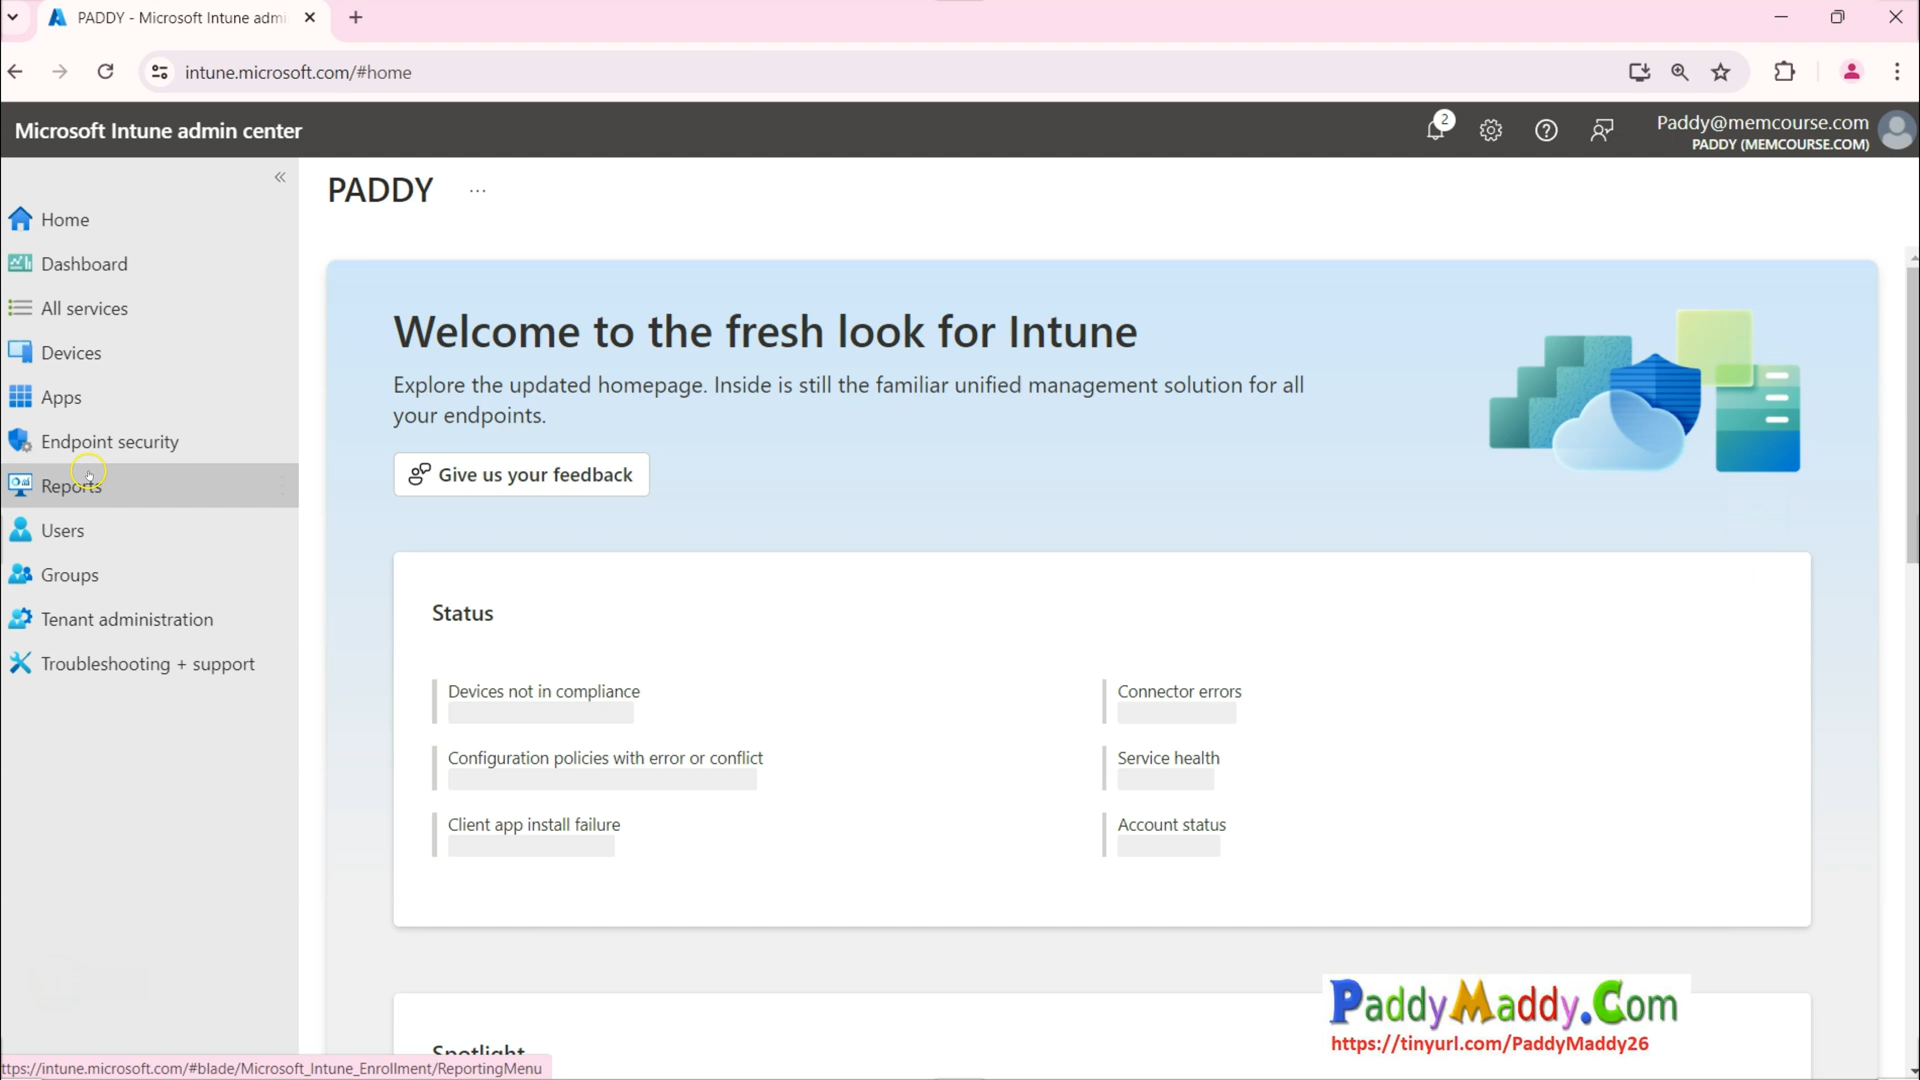 PADDY - Microsoft Intune admi
intune.microsoft.com/#home
Microsoft Intune admin center
2
Paddy@memcourse.com
PADDY (MEMCOURSE.COM)
PADDY
Home
Dashboard
All services
Devices
Apps
Endpoint security
Reports
Users
Groups
Tenant administration
Troubleshooting + support
Welcome to the fresh look for Intune
Explore the updated homepage. Inside is still the familiar unified management solution for all
your endpoints.
Give us your feedback
Status
Devices not in compliance
Connector errors
Configuration policies with error or conflict
Service health
Client app install failure
Account status
Spotlight
PaddyMaddy.Com
https://tinyurl.com/PaddyMaddy26
ttps://intune.microsoft.com/#blade/Microsoft_Intune_Enrollment/ReportingMenu